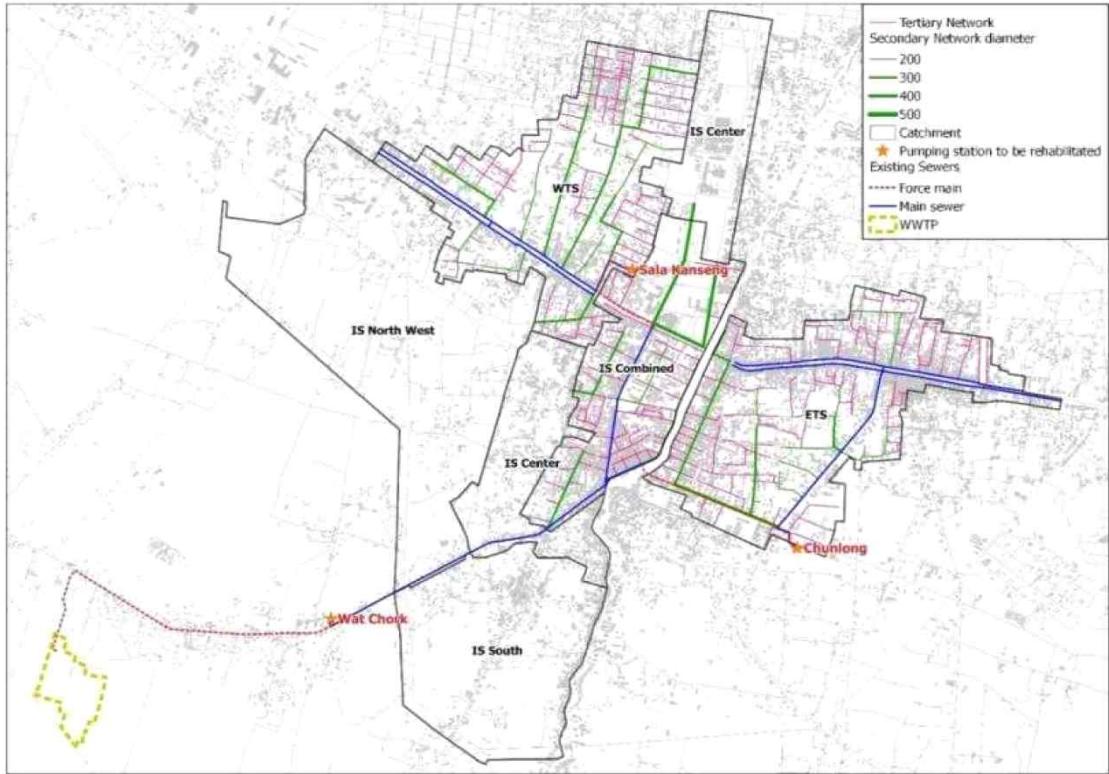 Tertiary Network
Secondary Network diameter
200
300
400
500
Catchment
Pumping station to be rehabilitated
Existing Sewers
Force main
Main sewer
WWTP
IS Center
WTS
Sala Kanseng
IS North West
IS Combined
ETS
IS Center
Chunlong
Wat Chork
IS South